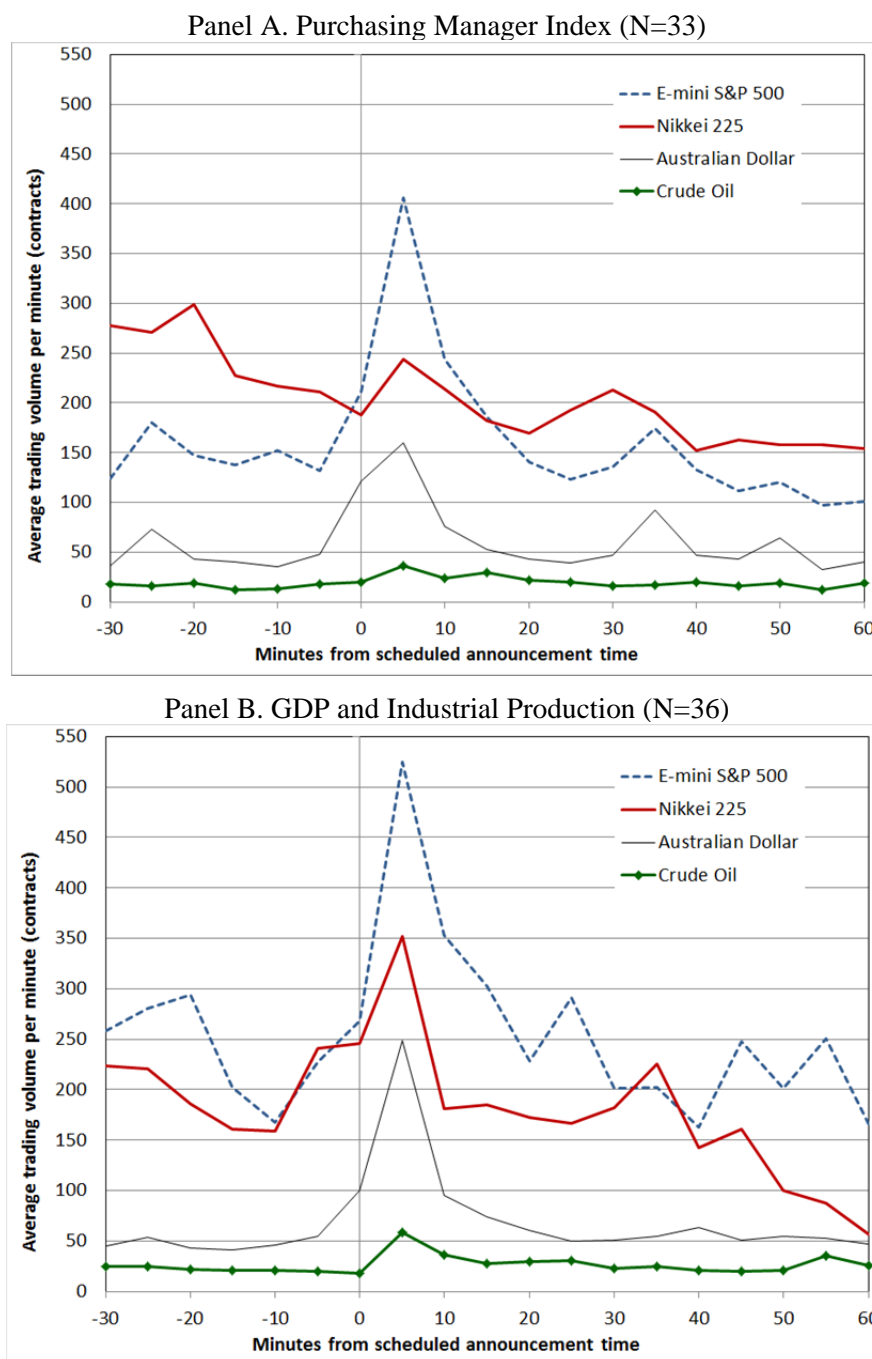 Panel A. Purchasing Manager Index (N=33)
550
500
450
400
350
300
250
200
150
100
50
0
Average trading volume per minute (contracts)
E-mini S&P 500
Nikkei 225
Australian Dollar
Crude Oil
-30 -20 -10 0 10 20 30 40 50 60
Minutes from scheduled announcement time
Panel B. GDP and Industrial Production (N=36)
550
500
450
400
350
300
250
200
150
100
50
0
Average trading volume per minute (contracts)
E-mini S&P 500
Nikkei 225
Australian Dollar
Crude Oil
-30 -20 -10 0 10 20 30 40 50 60
Minutes from scheduled announcement time